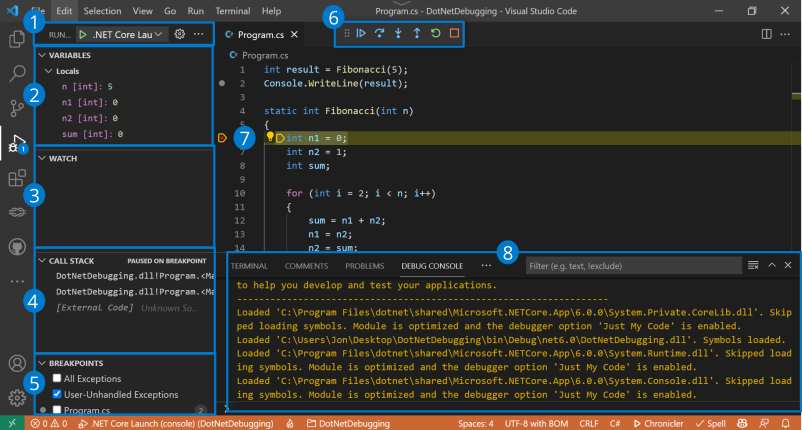 File Edit Selection View Go Run Terminal Help Program.cs - DotNetDebugging - Visual Studio Code
1
6
RUN... .NET Core Lau
Program.cs
Program.cs
VARIABLES
Locals
2
n [int]: 5
n1 [int]: 0
n2 [int]: 0
sum [int]: 0
1 int result = Fibonacci(5);
2 Console.WriteLine(result);
3
4 static int Fibonacci(int n)
5 {
7
int n1 = 0;
7 int n2 = 1;
8 int sum;
9
10 for (int i = 2; i < n; i++)
11 {
12 sum = n1 + n2;
13 n1 = n2;
14 n2 = sum;
1
WATCH
3
CALL STACK PAUSED ON BREAKPOINT
4
DotNetDebugging.dll!Program.<Ma
DotNetDebugging.dll!Program.<Ma
[External Code] Unknown So...
BREAKPOINTS
5
All Exceptions
User-Unhandled Exceptions
Program.cs 2
8
TERMINAL COMMENTS PROBLEMS DEBUG CONSOLE ... Filter (e.g. text, !exclude)
to help you develop and test your applications.
-------------------------------------------------------------------
Loaded 'C:\Program Files\dotnet\shared\Microsoft.NETCore.App\6.0.0\System.Private.CoreLib.dll'. Skip
ped loading symbols. Module is optimized and the debugger option 'Just My Code' is enabled.
Loaded 'C:\Users\Jon\Desktop\DotNetDebugging\bin\Debug\net6.0\DotNetDebugging.dll'. Symbols loaded.
Loaded 'C:\Program Files\dotnet\shared\Microsoft.NETCore.App\6.0.0\System.Runtime.dll'. Skipped load
ing symbols. Module is optimized and the debugger option 'Just My Code' is enabled.
Loaded 'C:\Program Files\dotnet\shared\Microsoft.NETCore.App\6.0.0\System.Console.dll'. Skipped load
ing symbols. Module is optimized and the debugger option 'Just My Code' is enabled.
0 0 .NET Core Launch (console) (DotNetDebugging) DotNetDebugging Spaces: 4 UTF-8 with BOM CRLF C# Chronicler Spell